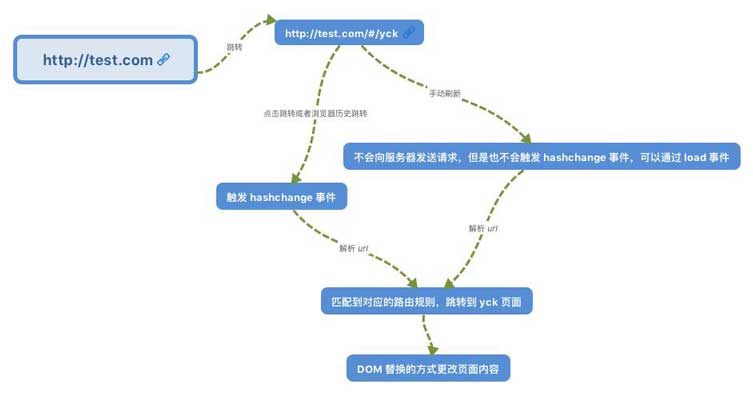 http://test.com/#/yck
http://test.com
跳转
手动刷新
点击跳转或者浏览器历史跳转
不会向服务器发送请求，但是也不会触发 hashchange 事件，可以通过 load 事件
触发 hashchange 事件
解析 url
解析 url
匹配到对应的路由规则，跳转到 yck 页面
DOM 替换的方式更改页面内容